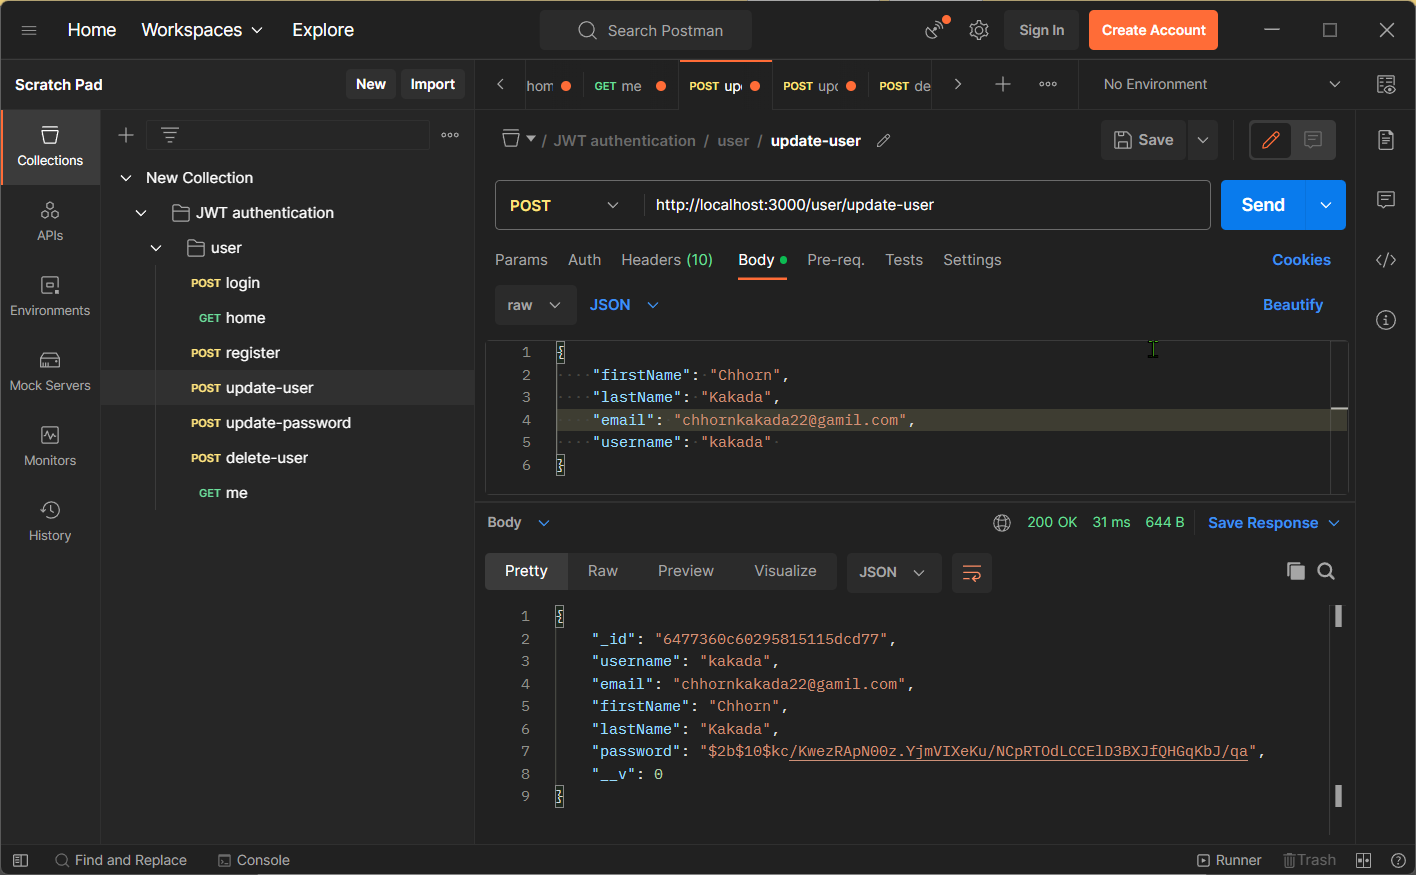 Home Workspaces Explore Search Postman Sign In Create Account
Scratch Pad New Import hom GET me POST up POST upd POST de No Environment
Collections
APIs
Environments
Mock Servers
Monitors
History
New Collection
JWT authentication
user
POST login
GET home
POST register
POST update-user
POST update-password
POST delete-user
GET me
/ JWT authentication / user / update-user Save
POST http://localhost:3000/user/update-user Send
Params Auth Headers (10) Body Pre-req. Tests Settings Cookies
raw JSON Beautify
1 {
2 "firstName": "Chhorn",
3 "lastName": "Kakada",
4 "email": "chhornkakada22@gamil.com",
5 "username": "kakada"
6 }
Body 200 OK 31 ms 644 B Save Response
Pretty Raw Preview Visualize JSON
1 {
2 "_id": "6477360c60295815115dcd77",
3 "username": "kakada",
4 "email": "chhornkakada22@gamil.com",
5 "firstName": "Chhorn",
6 "lastName": "Kakada",
7 "password": "$2b$10$kc/KwezRApN00z.YjmVIXeKu/NCpRTOdLCCElD3BXJfQHGqKbJ/qa",
8 "__v": 0
9 }
Find and Replace Console Runner Trash